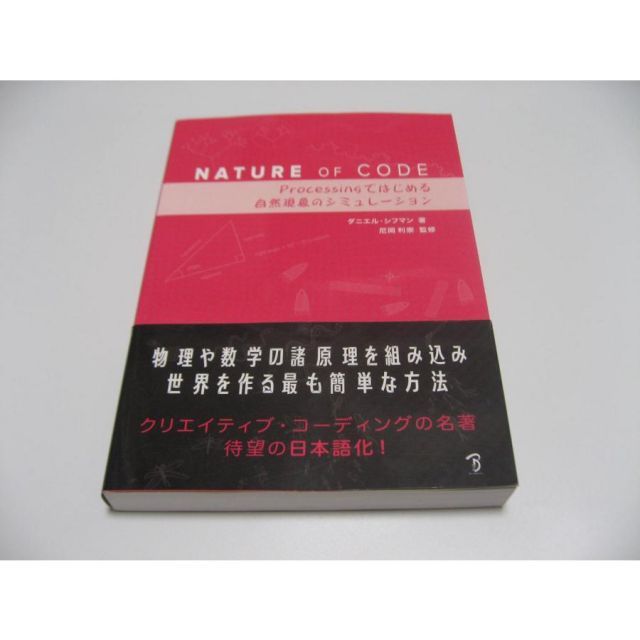 NATURE OF CODE
Processingではじめる
自然現象のシミュレーション
ダニエル・シフマン 著
尼岡 利崇 監修
物理や数学の諸原理を組み込み
世界を作る最も簡単な方法
クリエイティブ・コーディングの名著
待望の日本語化！